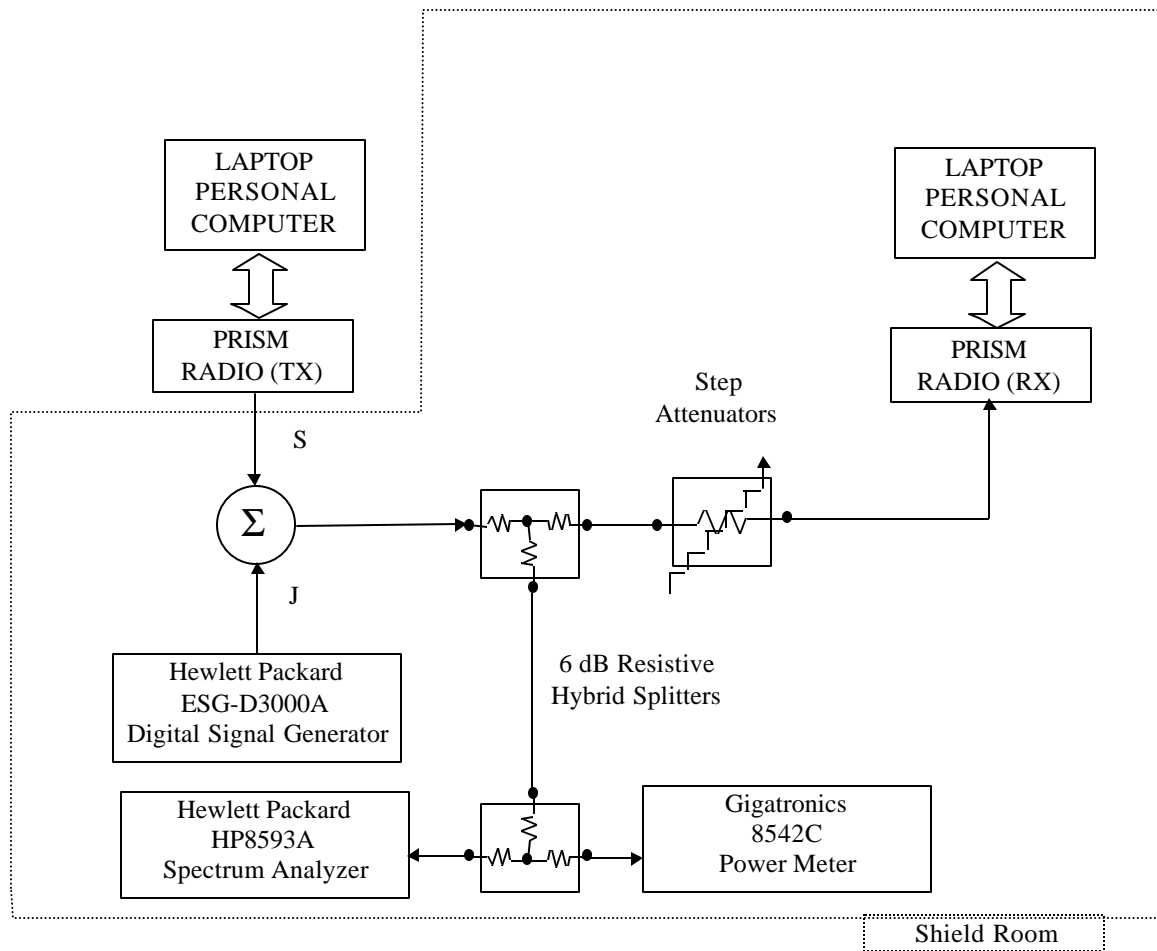 LAPTOP
PERSONAL
COMPUTER
PRISM
RADIO (TX)
S
Σ
J
Hewlett Packard
ESG-D3000A
Digital Signal Generator
LAPTOP
PERSONAL
COMPUTER
PRISM
RADIO (RX)
Step
Attenuators
6 dB Resistive
Hybrid Splitters
Hewlett Packard
HP8593A
Spectrum Analyzer
Gigatronics
8542C
Power Meter
Shield Room